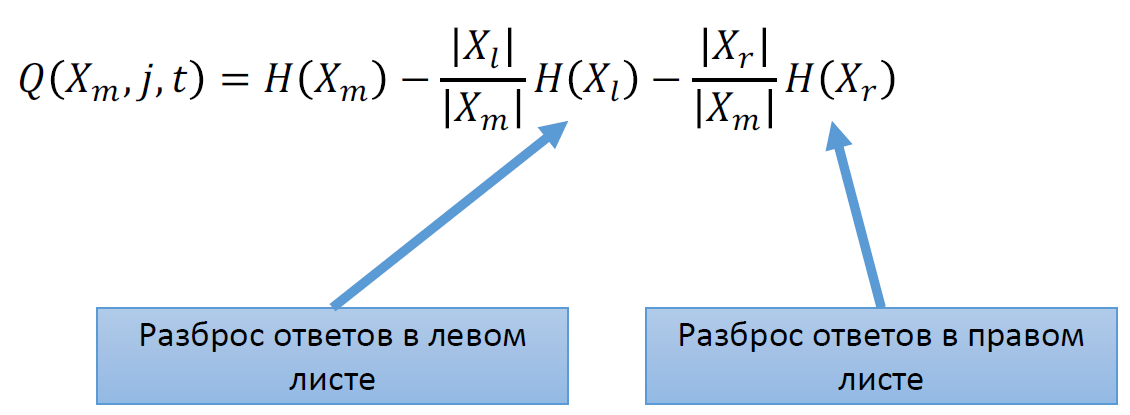 Q(X_m, j, t) = H(X_m) − |X_l|/|X_m| H(X_l) − |X_r|/|X_m| H(X_r)
Разброс ответов в левом
листе
Разброс ответов в правом
листе